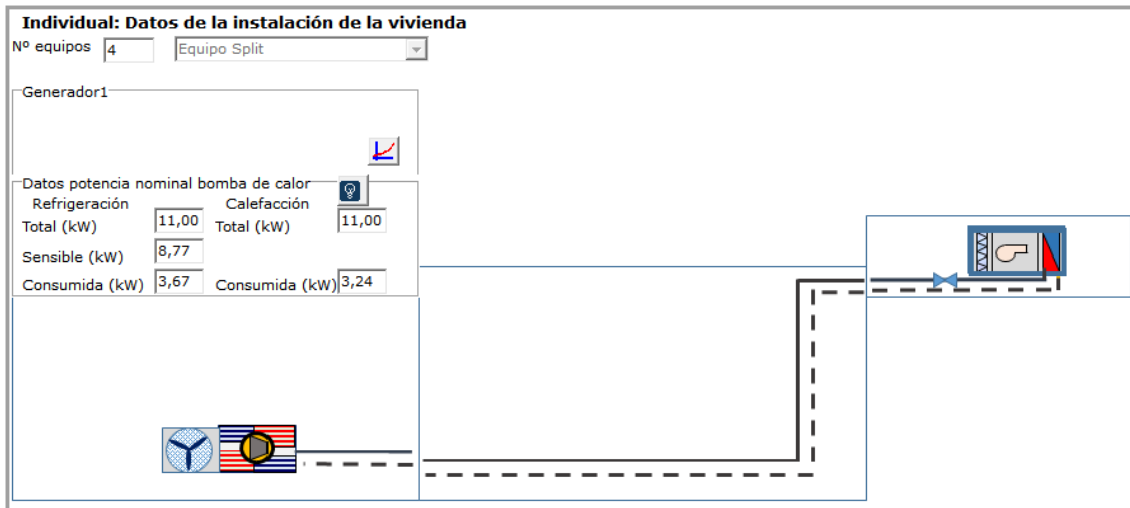 Individual: Datos de la instalación de la vivienda
Nº equipos 4 Equipo Split
Generador1
Datos potencia nominal bomba de calor
Refrigeración Calefacción
Total (kW) 11,00 Total (kW) 11,00
Sensible (kW) 8,77
Consumida (kW) 3,67 Consumida (kW) 3,24